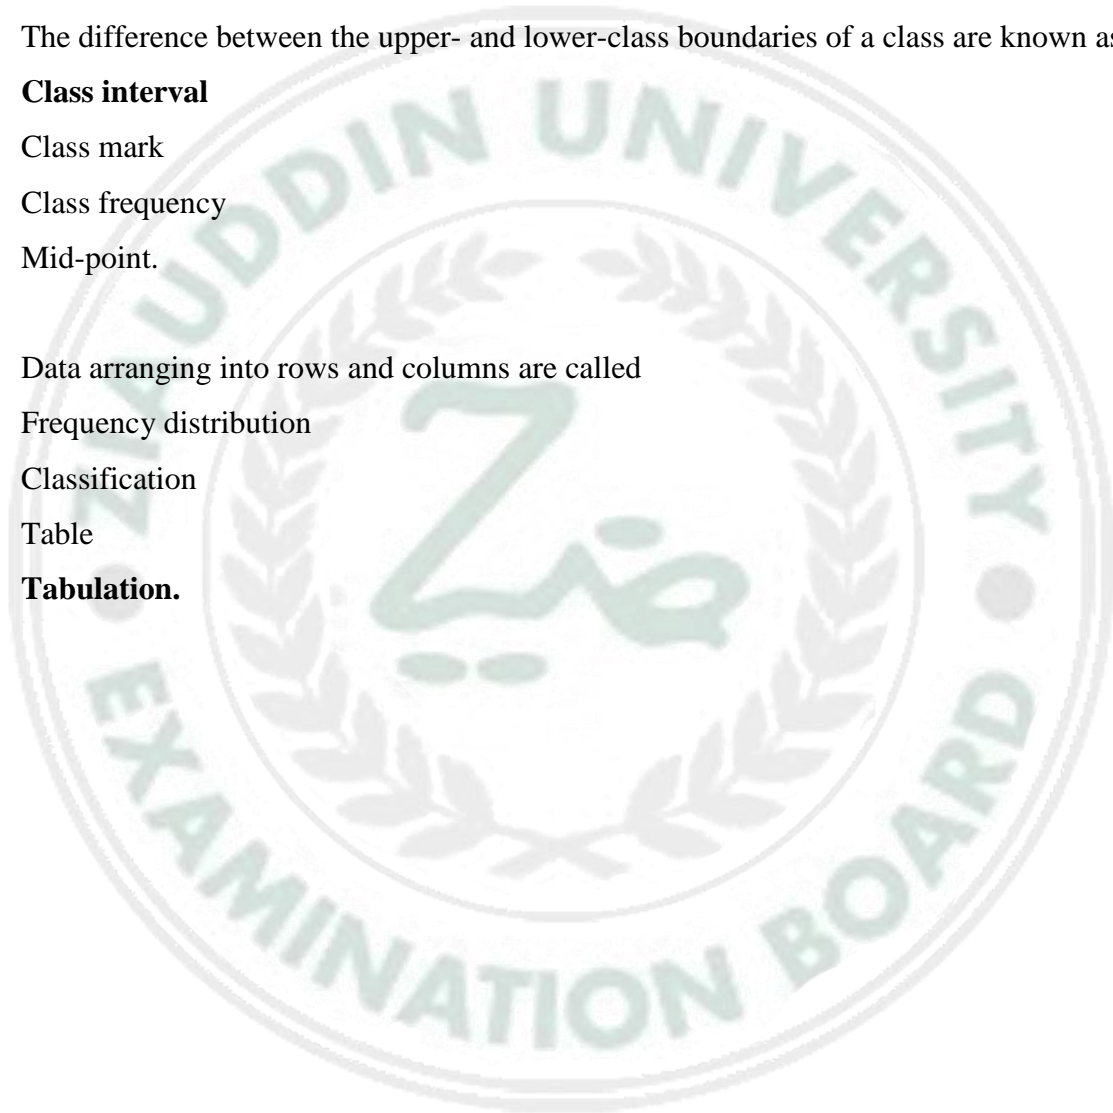 The difference between the upper- and lower-class boundaries of a class are known as
Class interval
Class mark
Class frequency
Mid-point.
Data arranging into rows and columns are called
Frequency distribution
Classification
Table
Tabulation.
ZIAUDDIN UNIVERSITY
EXAMINATION BOARD